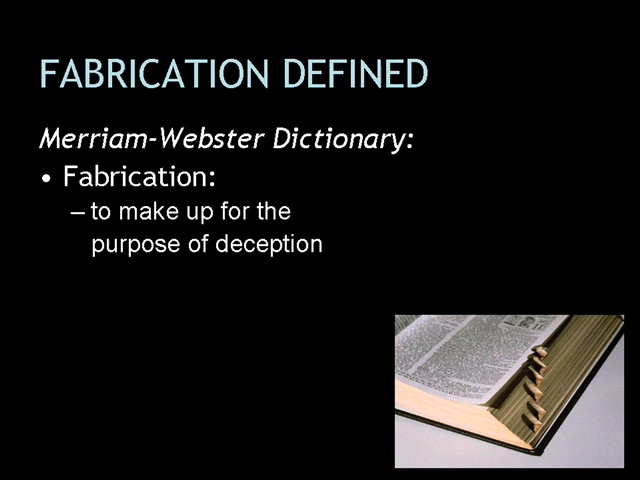 FABRICATION DEFINED
Merriam-Webster Dictionary:
• Fabrication:
– to make up for the
purpose of deception